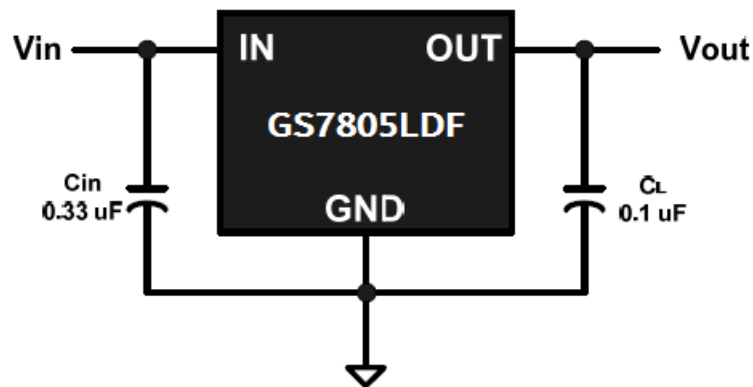 Vin
IN
OUT
Vout
GS7805LDF
Cin
0.33 uF
GND
CL
0.1 uF